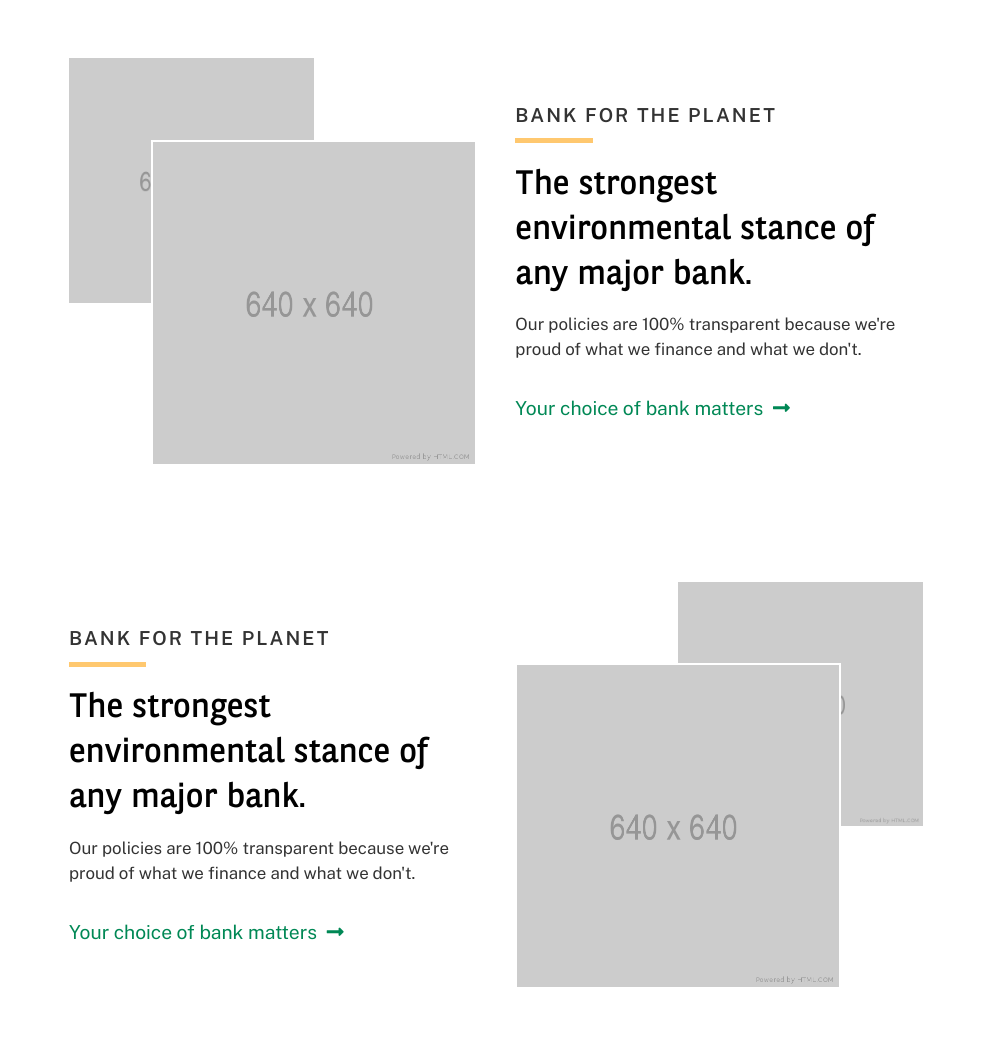 BANK FOR THE PLANET
The strongest
environmental stance of
any major bank.
Our policies are 100% transparent because we're
proud of what we finance and what we don't.
Your choice of bank matters
6
640 x 640
Powered by HTML.COM
BANK FOR THE PLANET
The strongest
environmental stance of
any major bank.
Our policies are 100% transparent because we're
proud of what we finance and what we don't.
Your choice of bank matters
640 x 640
Powered by HTML.COM
Powered by HTML.COM